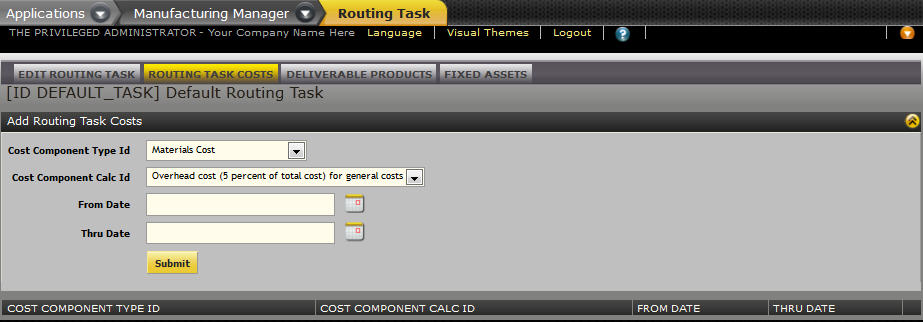 Applications Manufacturing Manager Routing Task
THE PRIVILEGED ADMINISTRATOR - Your Company Name Here Language Visual Themes Logout ?
EDIT ROUTING TASK ROUTING TASK COSTS DELIVERABLE PRODUCTS FIXED ASSETS
[ID DEFAULT_TASK] Default Routing Task
Add Routing Task Costs
Cost Component Type Id Materials Cost
Cost Component Calc Id Overhead cost (5 percent of total cost) for general costs
From Date
Thru Date
Submit
COST COMPONENT TYPE ID COST COMPONENT CALC ID FROM DATE THRU DATE